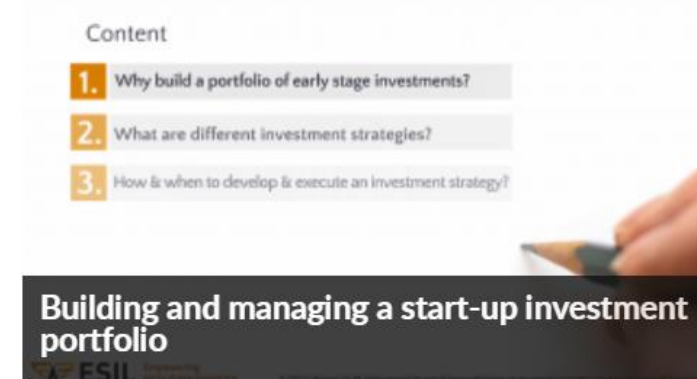 Content
1. Why build a portfolio of early stage investments?
2. What are different investment strategies?
3. How & when to develop & execute an investment strategy?
Building and managing a start-up investment
portfolio
ESIL Empowering